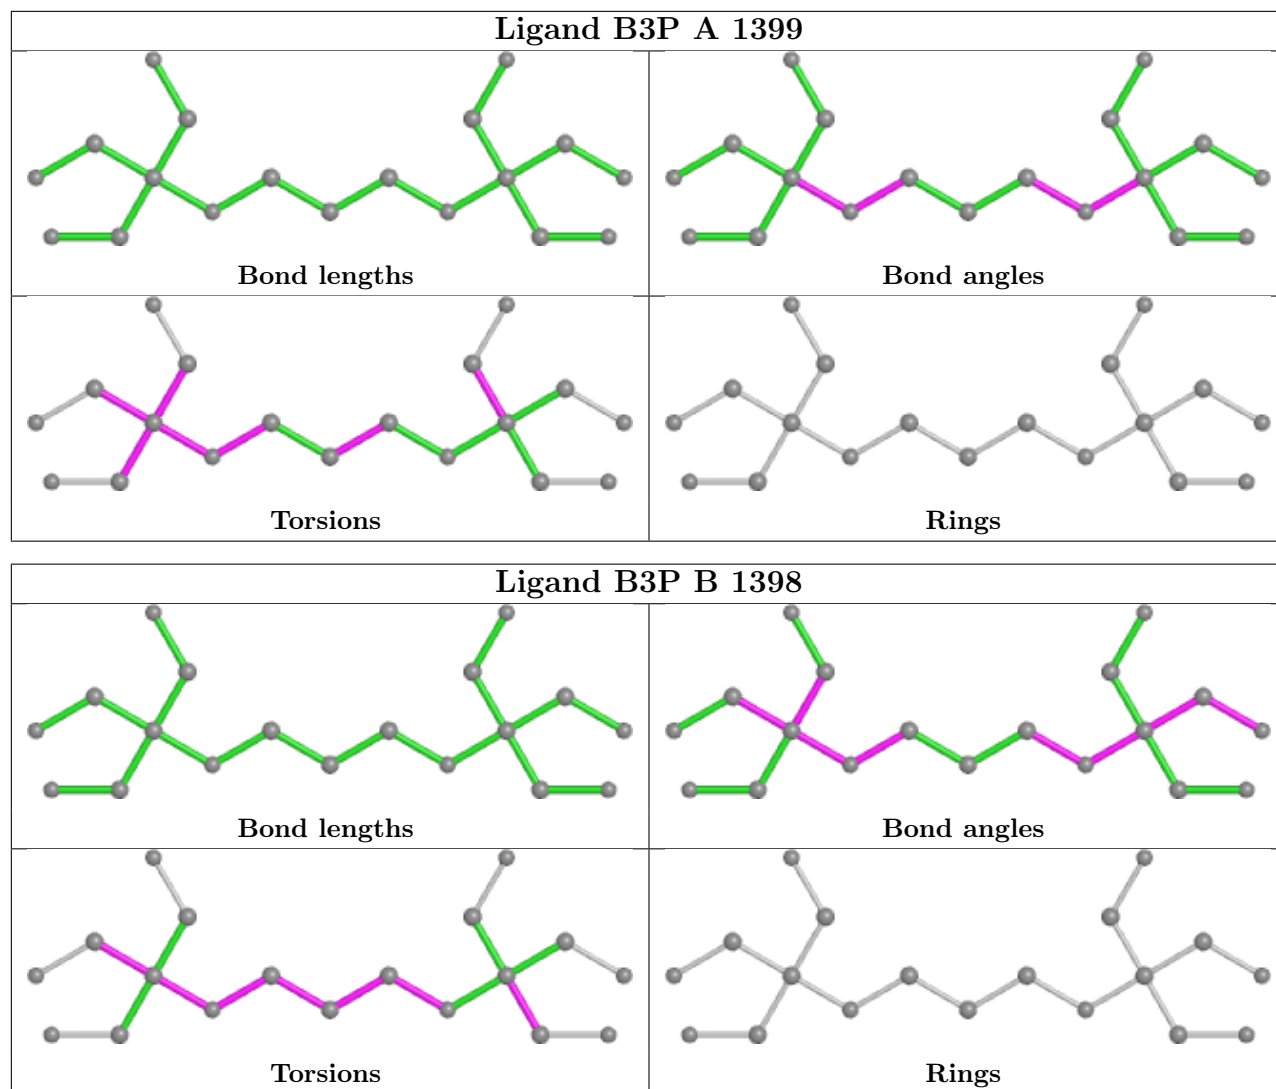 Ligand B3P A 1399
Bond lengths
Bond angles
Torsions
Rings
Ligand B3P B 1398
Bond lengths
Bond angles
Torsions
Rings